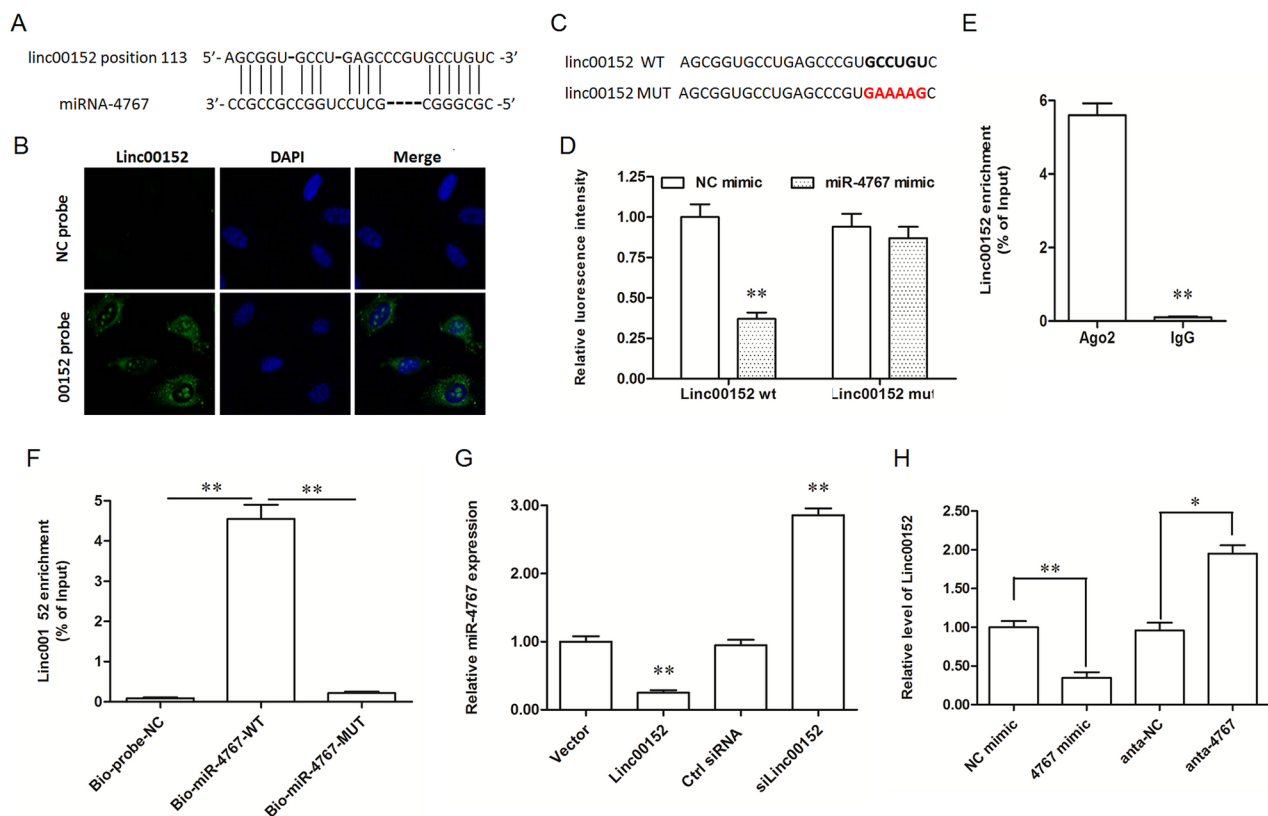 A
linc00152 position 113 5′- AGCGGU-GCCU-GAGCCCGUGCCUGUC -3′
miRNA-4767 3′- CCGCCGCCGGUCCUCG----CGGGCGC -5′
B
Linc00152 DAPI Merge
NC probe
00152 probe
C
linc00152 WT AGCGGUGCCUGAGCCCGUGCCUGUC
linc00152 MUT AGCGGUGCCUGAGCCCGUGAAAAGC
D
Relative luorescence intensity
NC mimic miR-4767 mimic
1.25
1.00
0.75
0.50
0.25
0.00
**
Linc00152 wt Linc00152 mut
E
Linc00152 enrichment
(% of Input)
6
4
2
0
**
Ago2 IgG
F
Linc001 52 enrichment
(% of Input)
5
4
3
2
1
0
** **
Bio-probe-NC
Bio-miR-4767-WT
Bio-miR-4767-MUT
G
Relative miR-4767 expression
3.00
2.00
1.00
0.00
**
**
Vector
Linc00152
Ctrl siRNA
siLinc00152
H
Relative level of Linc00152
2.50
2.00
1.50
1.00
0.50
0.00
**
*
NC mimic
4767 mimic
anta-NC
anta-4767